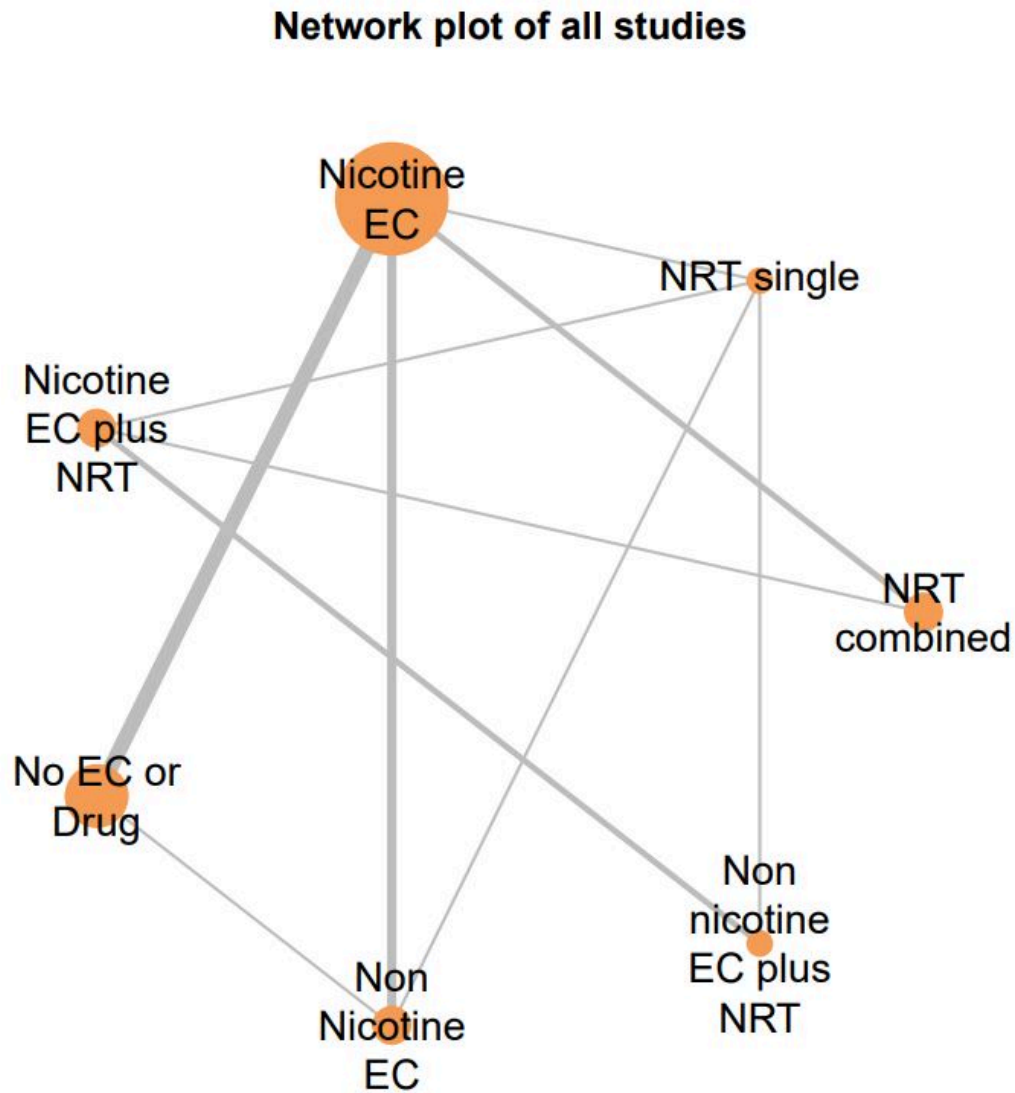 Network plot of all studies
Nicotine
EC
NRT single
Nicotine
EC plus
NRT
NRT
combined
No EC or
Drug
Non
nicotine
EC plus
NRT
Non
Nicotine
EC